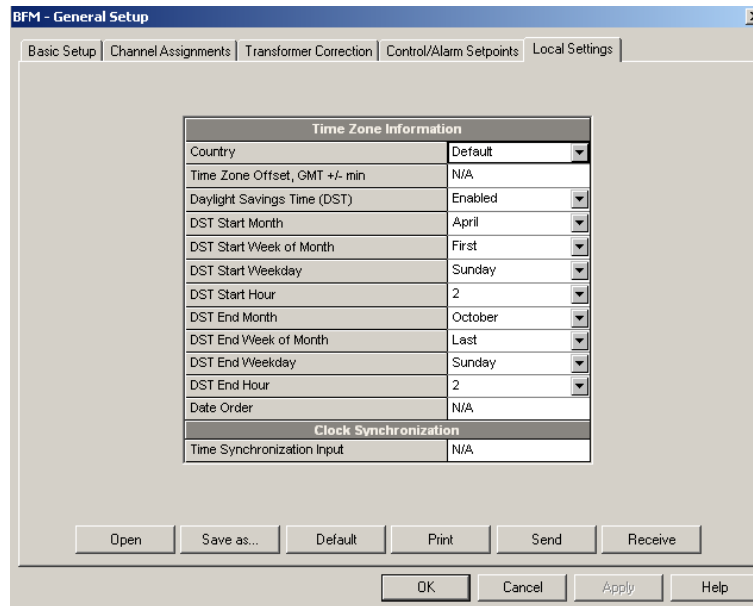 BFM - General Setup
Basic Setup Channel Assignments Transformer Correction Control/Alarm Setpoints Local Settings
Time Zone Information
Country Default
Time Zone Offset, GMT +/- min N/A
Daylight Savings Time (DST) Enabled
DST Start Month April
DST Start Week of Month First
DST Start Weekday Sunday
DST Start Hour 2
DST End Month October
DST End Week of Month Last
DST End Weekday Sunday
DST End Hour 2
Date Order N/A
Clock Synchronization
Time Synchronization Input N/A
Open Save as... Default Print Send Receive
OK Cancel Apply Help